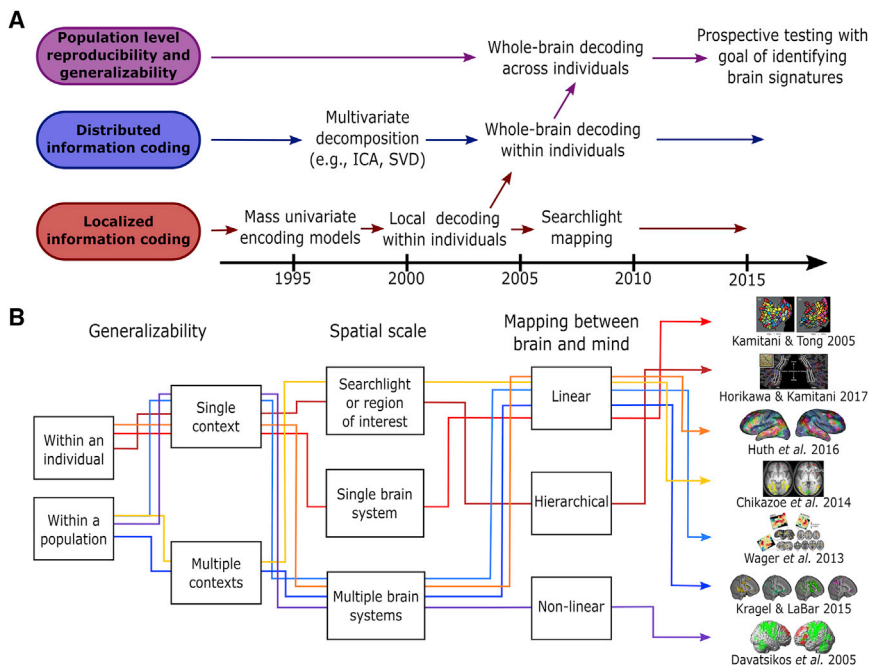 A
Population level
reproducibility and
generalizability
Whole-brain decoding
across individuals
Prospective testing with
goal of identifying
brain signatures
Distributed
information coding
Multivariate
decomposition
(e.g., ICA, SVD)
Whole-brain decoding
within individuals
Localized
information coding
Mass univariate
encoding models
Local decoding
within individuals
Searchlight
mapping
1995
2000
2005
2010
2015
B
Generalizability
Spatial scale
Mapping between
brain and mind
Within an
individual
Within a
population
Single
context
Multiple
contexts
Searchlight
or region
of interest
Single brain
system
Multiple brain
systems
Linear
Hierarchical
Non-linear
Kamitani & Tong 2005
Horikawa & Kamitani 2017
Huth et al. 2016
Chikazoe et al. 2014
Wager et al. 2013
Kragel & LaBar 2015
Davatsikos et al. 2005